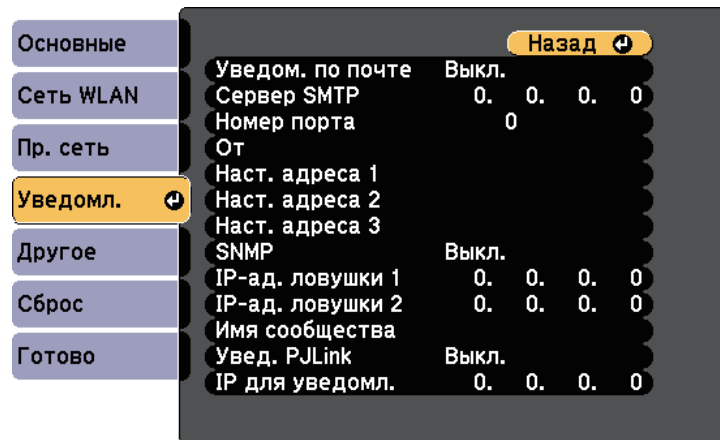 Основные
Сеть WLAN
Пр. сеть
Уведомл.
Другое
Сброс
Готово
Назад
Уведом. по почте Выкл.
Сервер SMTP 0. 0. 0. 0
Номер порта 0
От
Наст. адреса 1
Наст. адреса 2
Наст. адреса 3
SNMP Выкл.
IP-ад. ловушки 1 0. 0. 0. 0
IP-ад. ловушки 2 0. 0. 0. 0
Имя сообщества
Увед. PJLink Выкл.
IP для уведомл. 0. 0. 0. 0